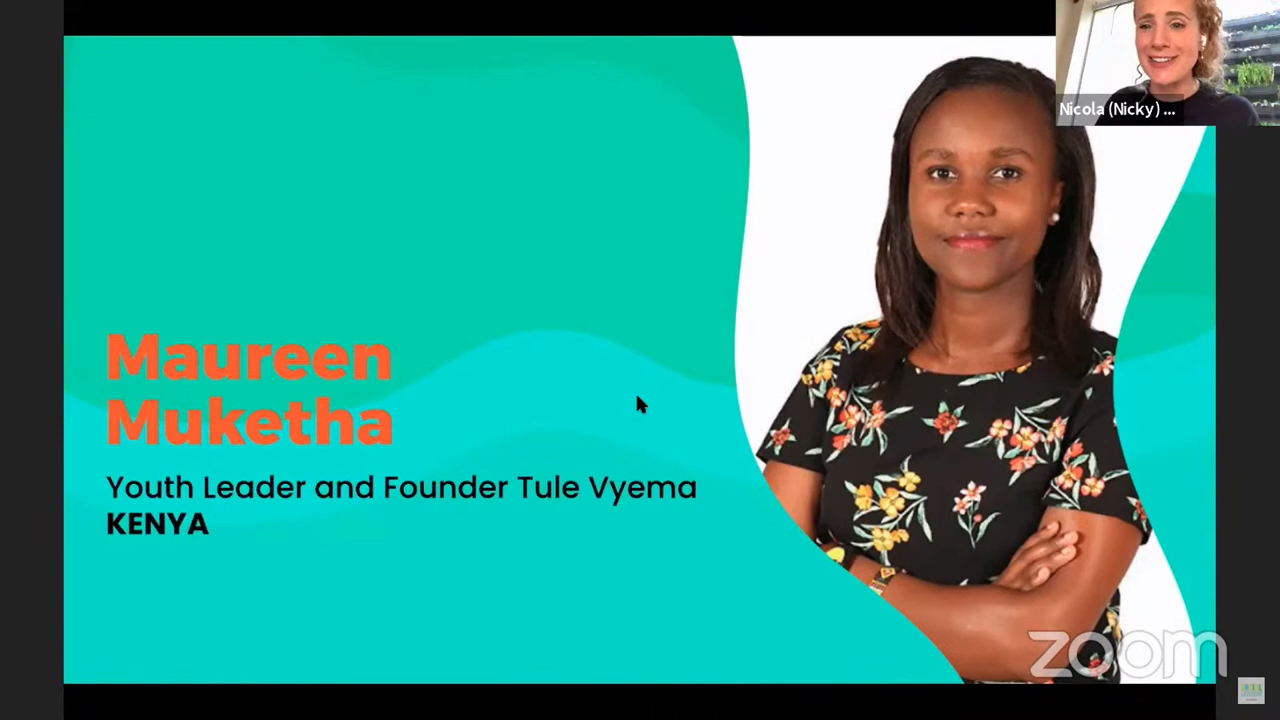 Nicola (Nicky) ...
Maureen
Muketha
Youth Leader and Founder Tule Vyema
KENYA
zoom